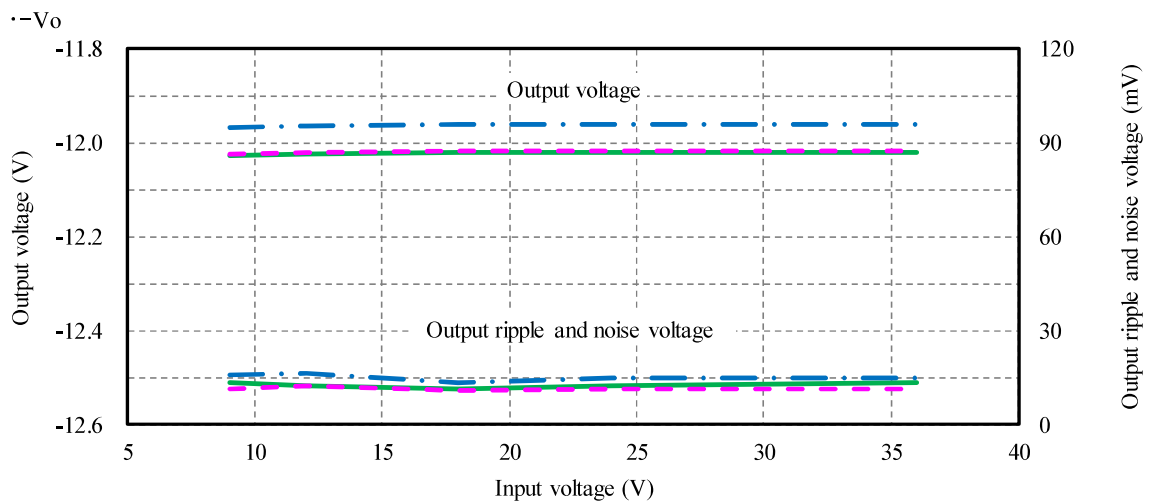 ·−Vo
-11.8
-12.0
-12.2
-12.4
-12.6
Output voltage (V)
Output voltage
Output ripple and noise voltage
120
90
60
30
0
Output ripple and noise voltage (mV)
5 10 15 20 25 30 35 40
Input voltage (V)